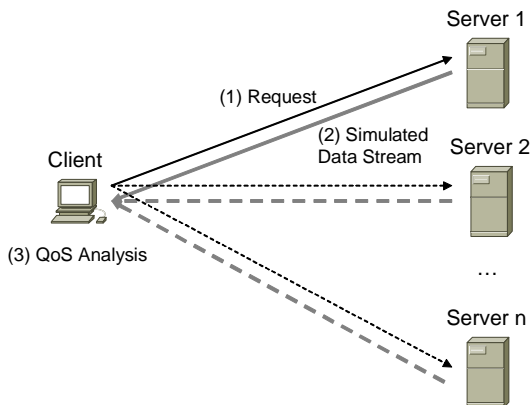 Server 1
(1) Request
(2) Simulated
Data Stream
Server 2
Client
(3) QoS Analysis
...
Server n